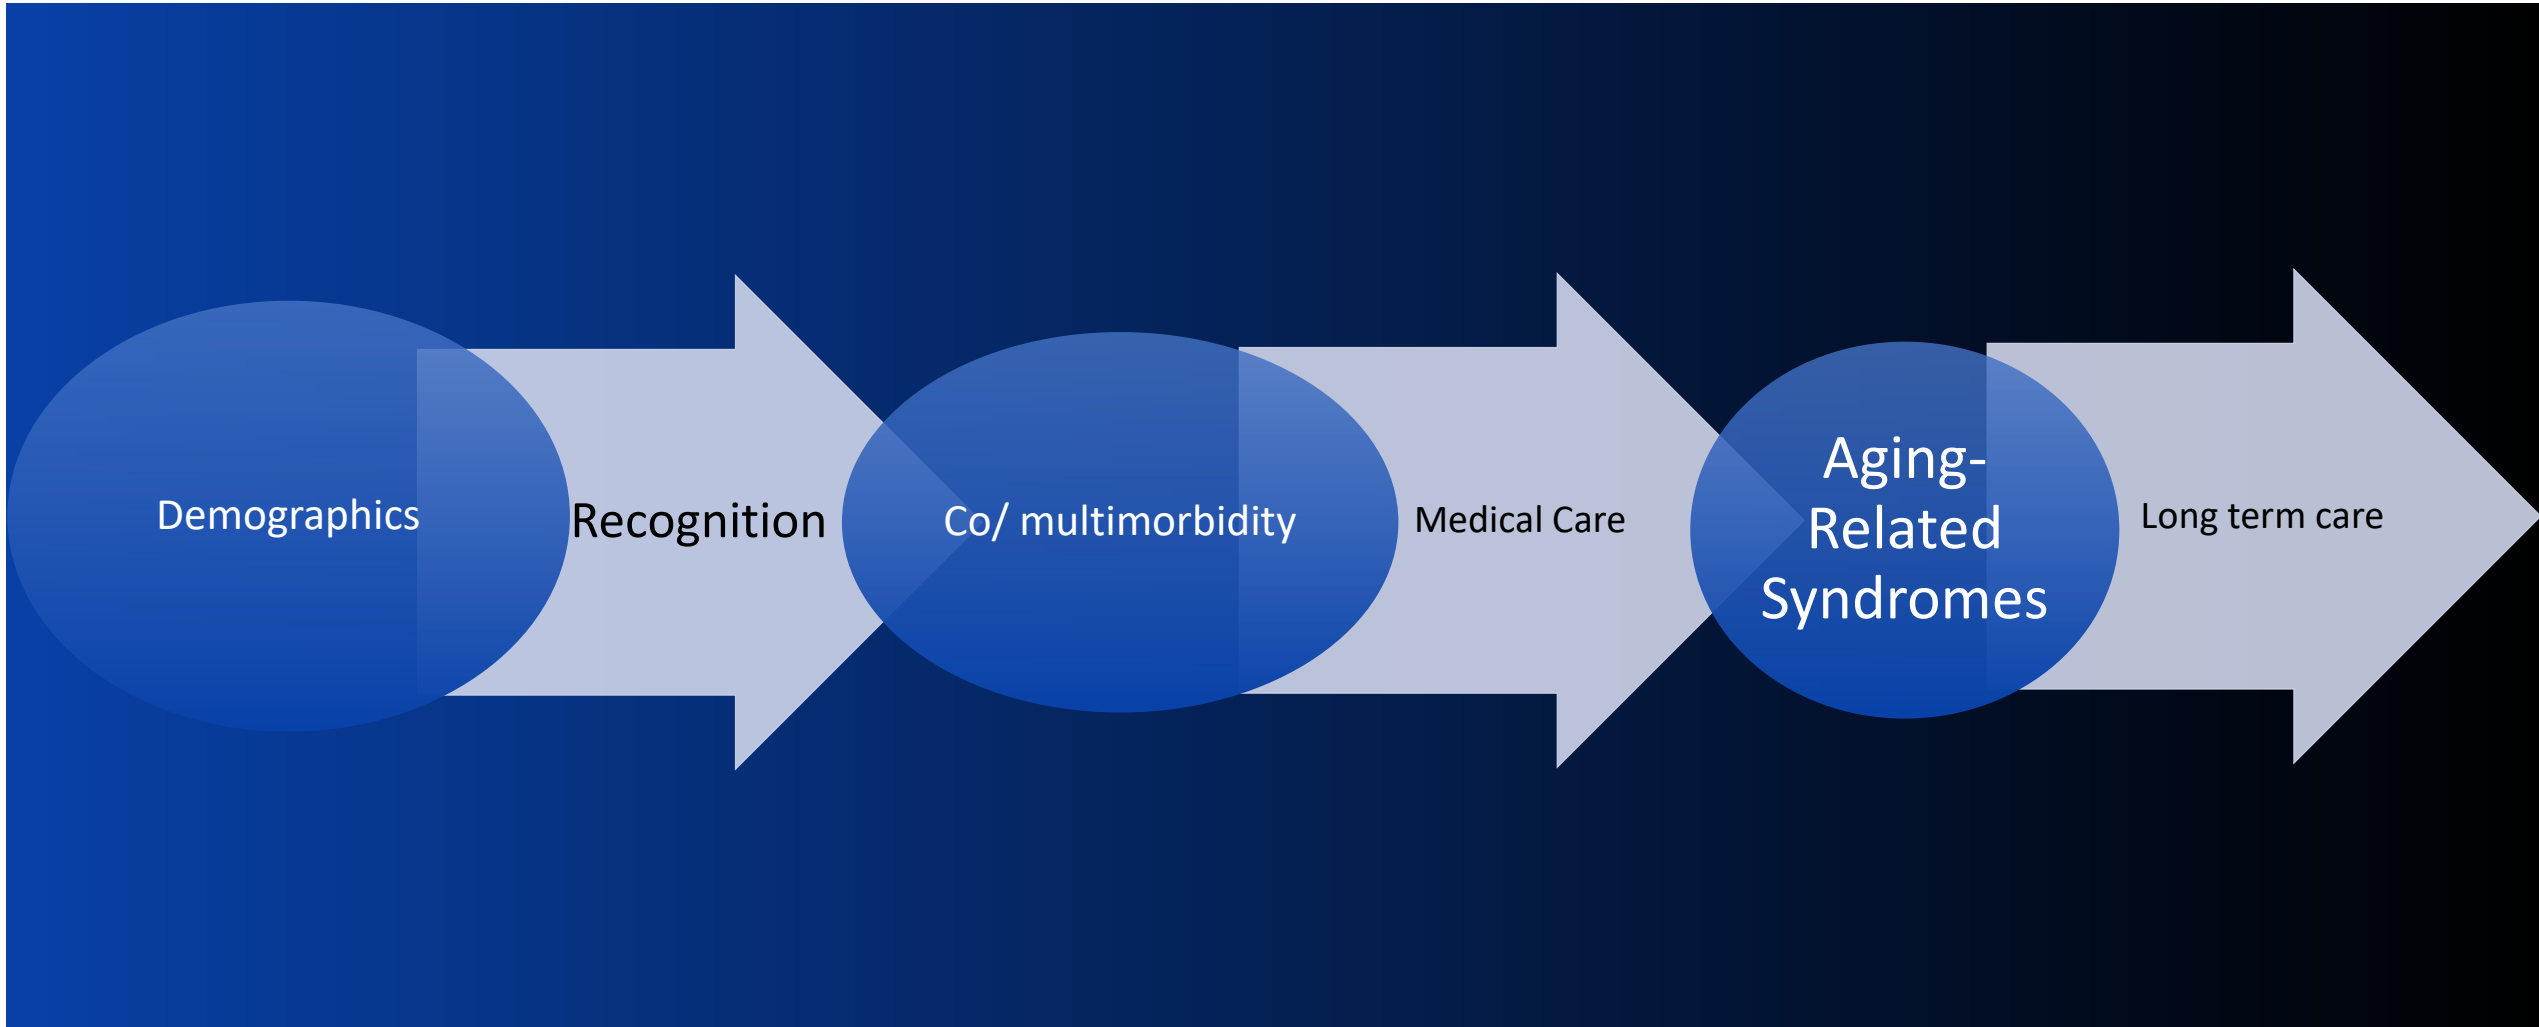 Demographics
Recognition
Co/ multimorbidity
Medical Care
Aging-
Related
Syndromes
Long term care